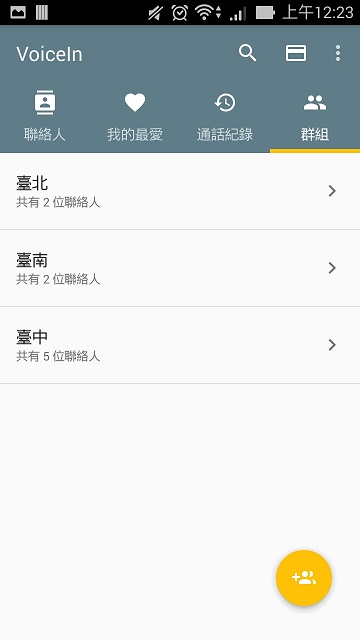 上午12:23
VoiceIn
聯絡人
我的最愛
通話紀錄
群組
臺北
共有 2 位聯絡人
臺南
共有 2 位聯絡人
臺中
共有 5 位聯絡人